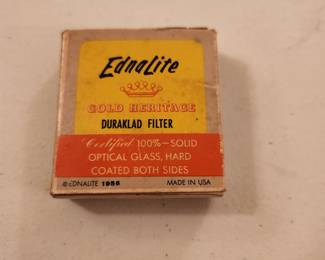 EdnaLite
GOLD HERITAGE
DURAKLAD FILTER
Certified 100%-SOLID
OPTICAL GLASS, HARD
COATED BOTH SIDES
© EDNALITE 1956 MADE IN USA